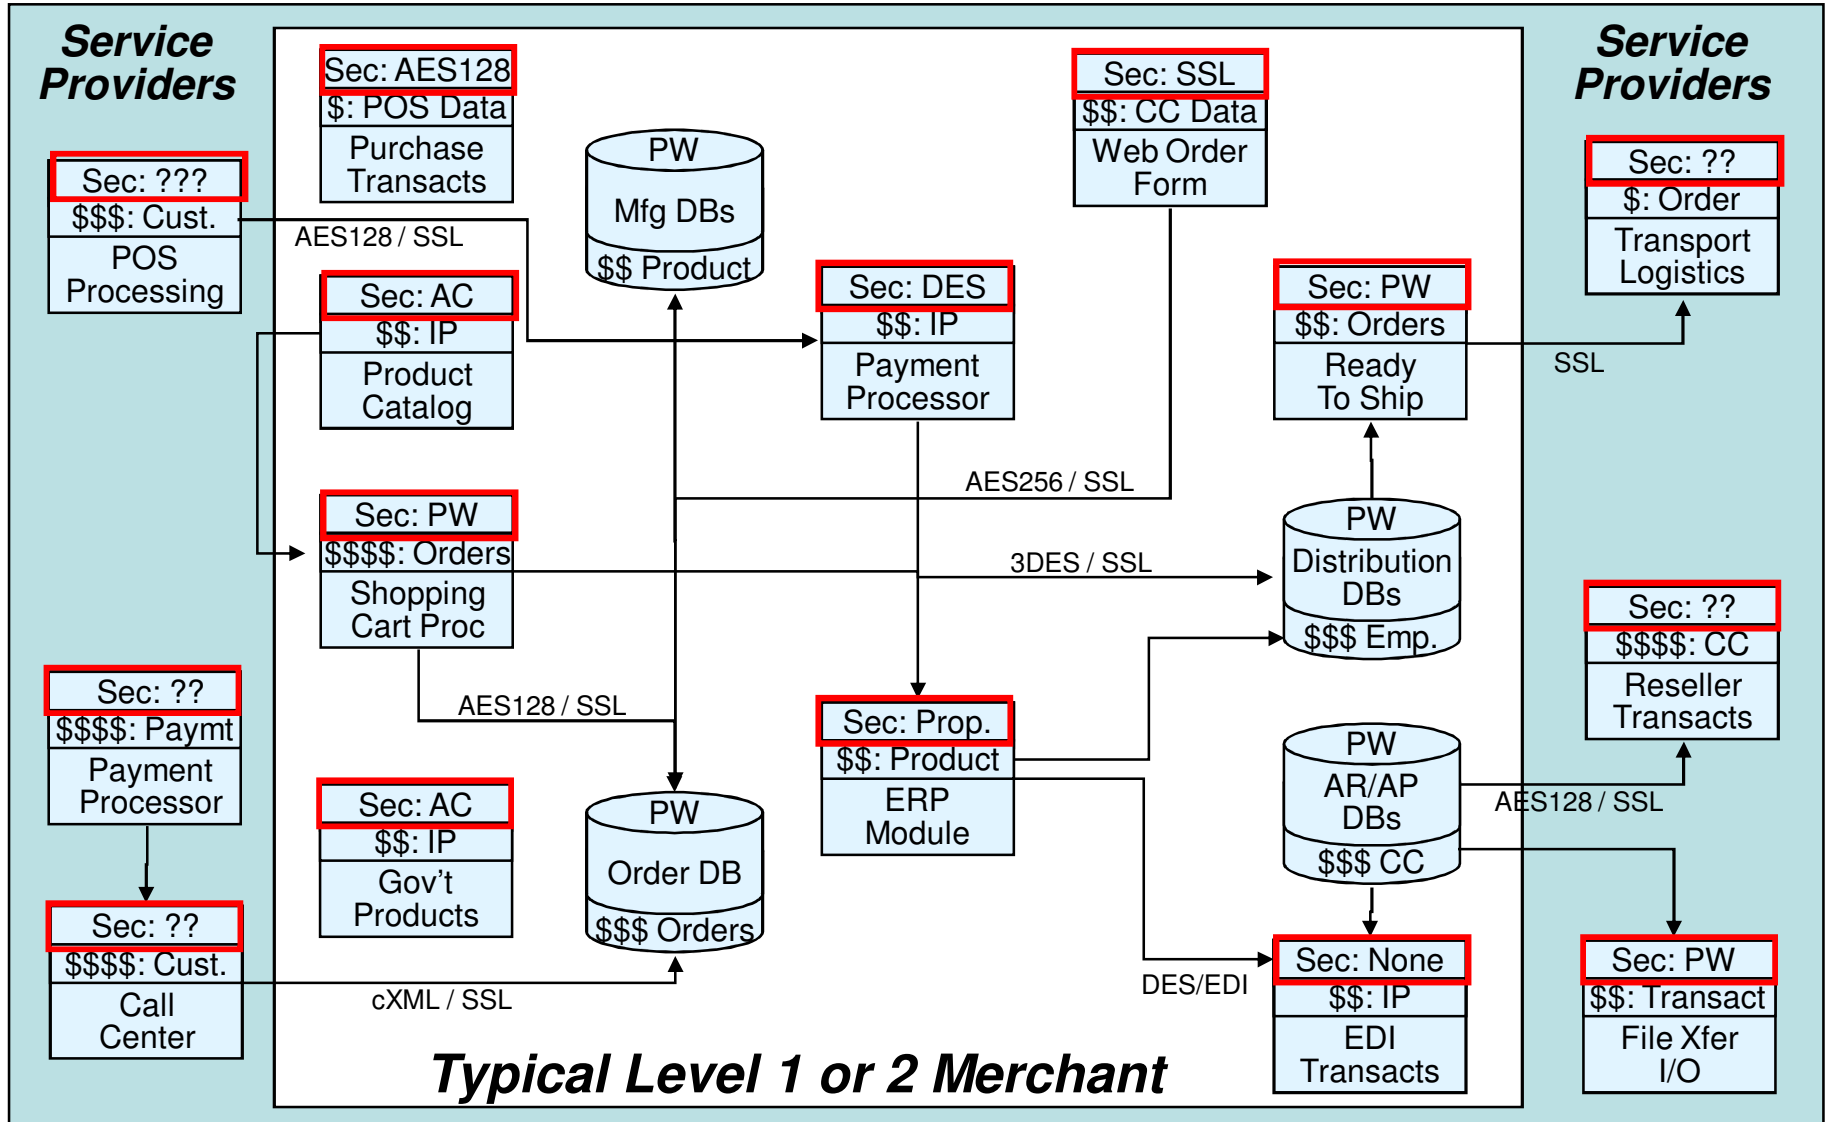 Service
Providers
Sec: ???
$$$: Cust.
POS
Processing
Sec: ??
$$$$: Paymt
Payment
Processor
Sec: ??
$$$$: Cust.
Call
Center
Sec: AES128
$: POS Data
Purchase
Transacts
AES128 / SSL
Sec: AC
$$: IP
Product
Catalog
Sec: PW
$$$$: Orders
Shopping
Cart Proc
AES128 / SSL
Sec: AC
$$: IP
Gov't
Products
cXML / SSL
PW
Mfg DBs
$$ Product
PW
Order DB
$$$ Orders
Sec: DES
$$: IP
Payment
Processor
Sec: Prop.
$$: Product
ERP
Module
Sec: SSL
$$: CC Data
Web Order
Form
AES256 / SSL
3DES / SSL
DES/EDI
Sec: PW
$$: Orders
Ready
To Ship
PW
Distribution
DBs
$$$ Emp.
PW
AR/AP
DBs
$$$ CC
Sec: None
$$: IP
EDI
Transacts
Typical Level 1 or 2 Merchant
Service
Providers
Sec: ??
$: Order
Transport
Logistics
SSL
Sec: ??
$$$$: CC
Reseller
Transacts
AES128 / SSL
Sec: PW
$$: Transact
File Xfer
I/O